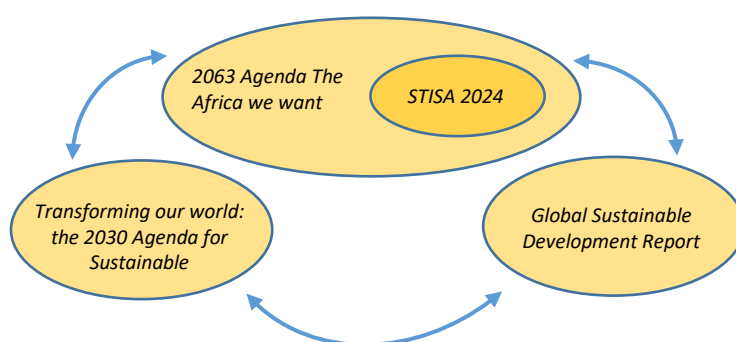 2063 Agenda The
Africa we want
STISA 2024
Transforming our world:
the 2030 Agenda for
Sustainable
Global Sustainable
Development Report